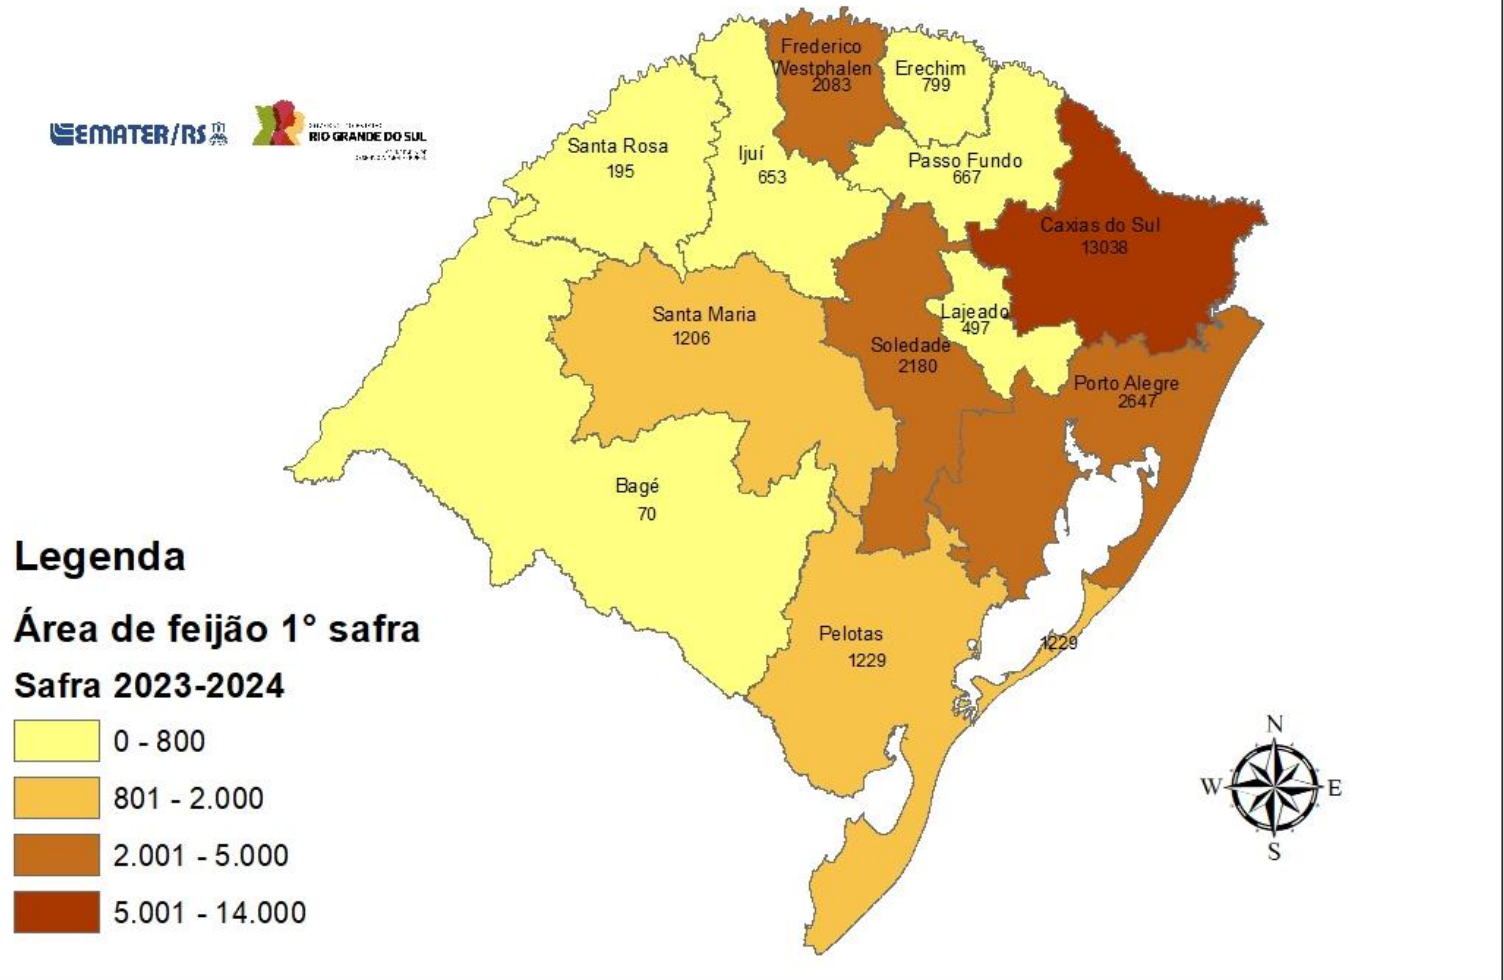 Frederico
Westphalen
2083
Erechim
799
EMATER/RS
RIO GRANDE DO SUL
Santa Rosa
195
Ijuí
653
Passo Fundo
667
Caxias do Sul
13038
Santa Maria
1206
Lajeado
497
Soledade
2180
Porto Alegre
2647
Bagé
70
Pelotas
1229
1229
Legenda
Área de feijão 1° safra
Safra 2023-2024
0 - 800
801 - 2.000
2.001 - 5.000
5.001 - 14.000
N
W
E
S